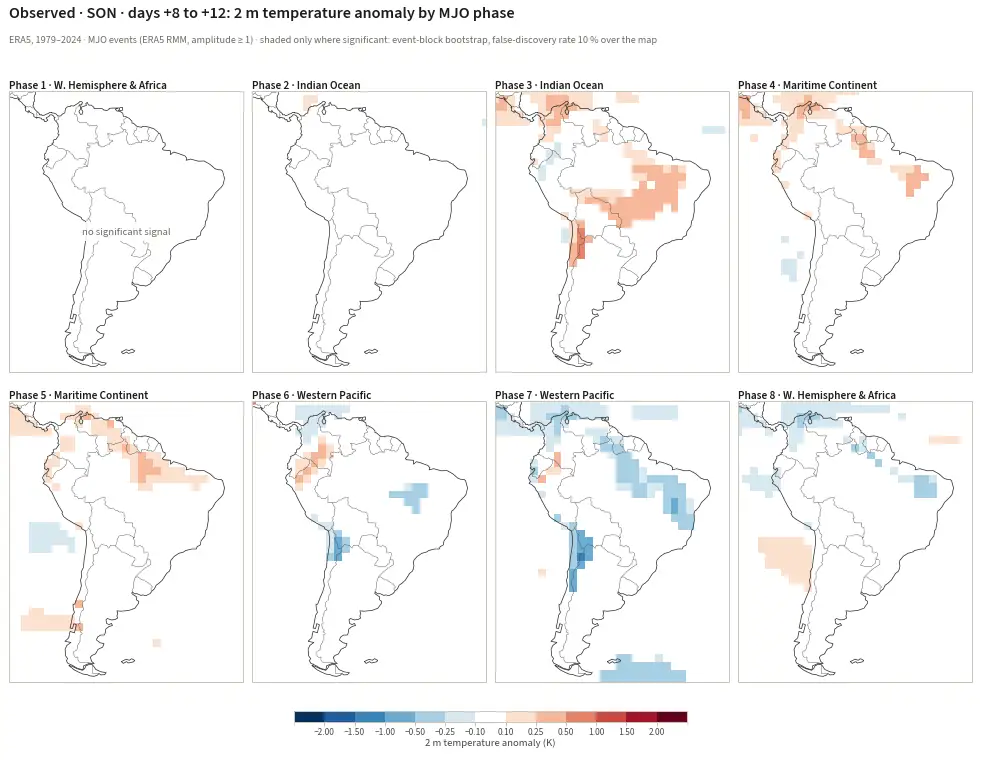 Observed · SON · days +8 to +12: 2 m temperature anomaly by MJO phase
ERA5, 1979–2024 · MJO events (ERA5 RMM, amplitude ≥ 1) · shaded only where significant: event-block bootstrap, false-discovery rate 10 % over the map
Phase 1 · W. Hemisphere & Africa
Phase 2 · Indian Ocean
Phase 3 · Indian Ocean
Phase 4 · Maritime Continent
no significant signal
Phase 5 · Maritime Continent
Phase 6 · Western Pacific
Phase 7 · Western Pacific
Phase 8 · W. Hemisphere & Africa
−2.00 −1.50 −1.00 −0.50 −0.25 −0.10 0.10 0.25 0.50 1.00 1.50 2.00
2 m temperature anomaly (K)